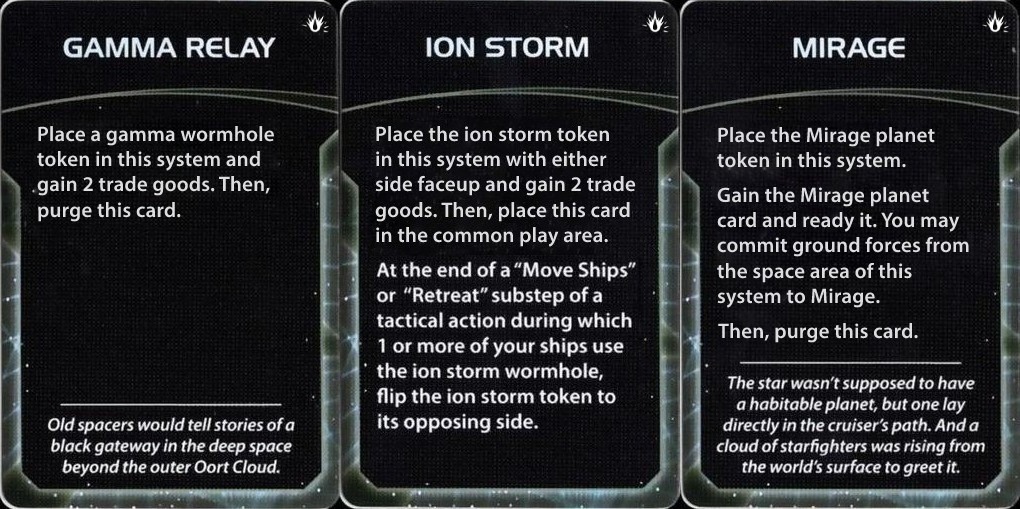 GAMMA RELAY
Place a gamma wormhole
token in this system and
gain 2 trade goods. Then,
purge this card.
Old spacers would tell stories of a
black gateway in the deep space
beyond the outer Oort Cloud.
ION STORM
Place the ion storm token
in this system with either
side faceup and gain 2 trade
goods. Then, place this card
in the common play area.
At the end of a “Move Ships”
or “Retreat” substep of a
tactical action during which
1 or more of your ships use
the ion storm wormhole,
flip the ion storm token to
its opposing side.
MIRAGE
Place the Mirage planet
token in this system.
Gain the Mirage planet
card and ready it. You may
commit ground forces from
the space area of this
system to Mirage.
Then, purge this card.
The star wasn’t supposed to have
a habitable planet, but one lay
directly in the cruiser’s path. And a
cloud of starfighters was rising from
the world’s surface to greet it.